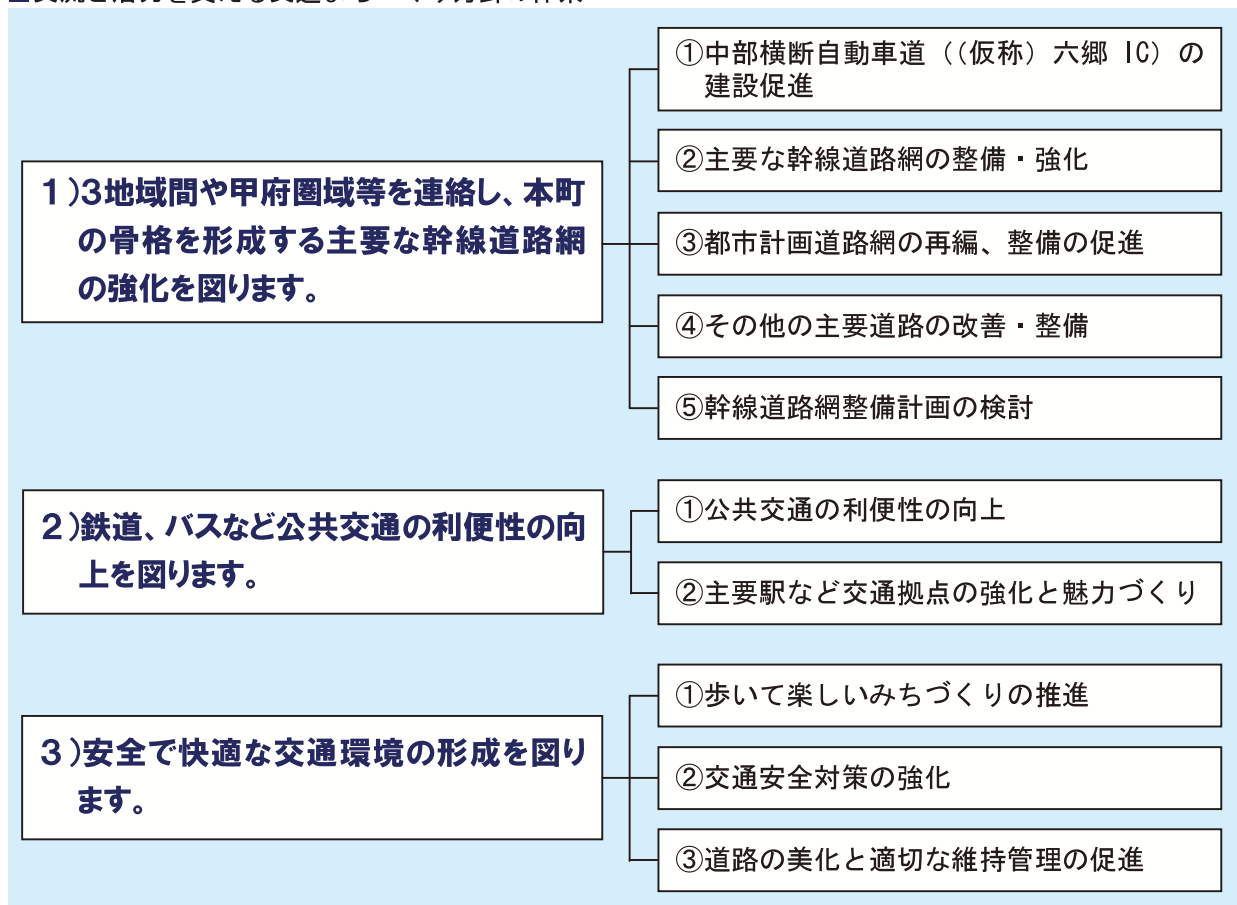 1)3地域間や甲府圏域等を連絡し、本町
の骨格を形成する主要な幹線道路網
の強化を図ります。
①中部横断自動車道((仮称)六郷 IC)の
建設促進
②主要な幹線道路網の整備・強化
③都市計画道路網の再編、整備の促進
④その他の主要道路の改善・整備
⑤幹線道路網整備計画の検討
2)鉄道、バスなど公共交通の利便性の向
上を図ります。
①公共交通の利便性の向上
②主要駅など交通拠点の強化と魅力づくり
3)安全で快適な交通環境の形成を図り
ます。
①歩いて楽しいみちづくりの推進
②交通安全対策の強化
③道路の美化と適切な維持管理の促進